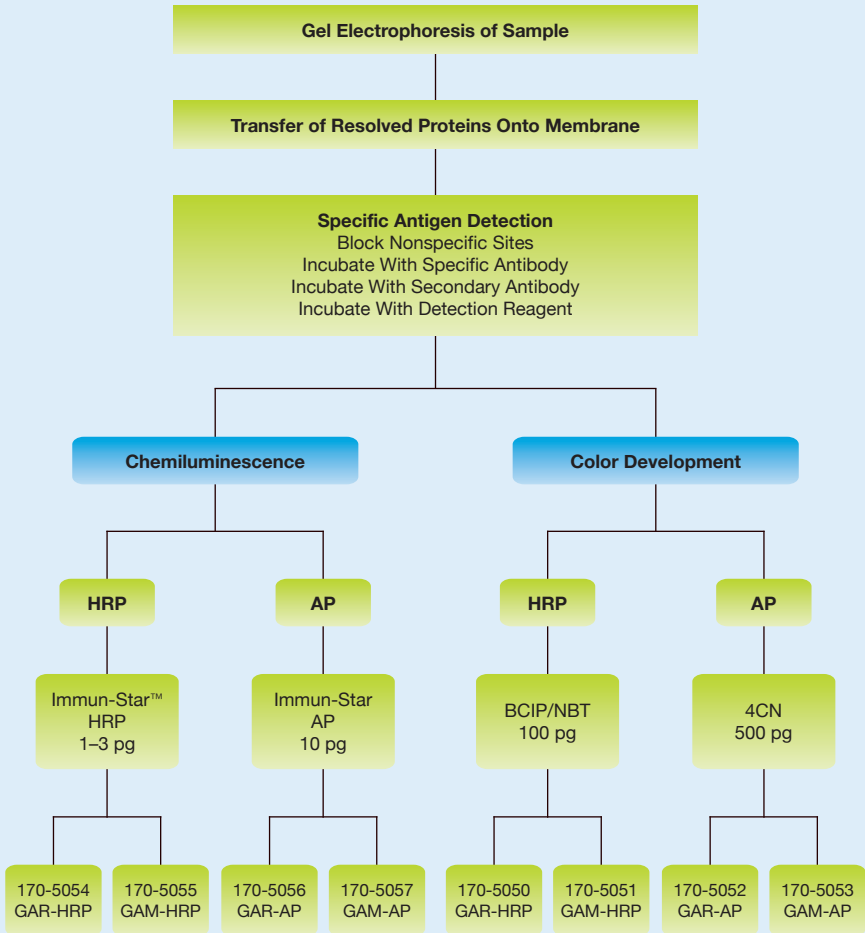 Gel Electrophoresis of Sample
Transfer of Resolved Proteins Onto Membrane
Specific Antigen Detection
Block Nonspecific Sites
Incubate With Specific Antibody
Incubate With Secondary Antibody
Incubate With Detection Reagent
Chemiluminescence
Color Development
HRP
AP
HRP
AP
Immun-Star™
HRP
1–3 pg
Immun-Star
AP
10 pg
BCIP/NBT
100 pg
4CN
500 pg
170-5054
GAR-HRP
170-5055
GAM-HRP
170-5056
GAR-AP
170-5057
GAM-AP
170-5050
GAR-HRP
170-5051
GAM-HRP
170-5052
GAR-AP
170-5053
GAM-AP